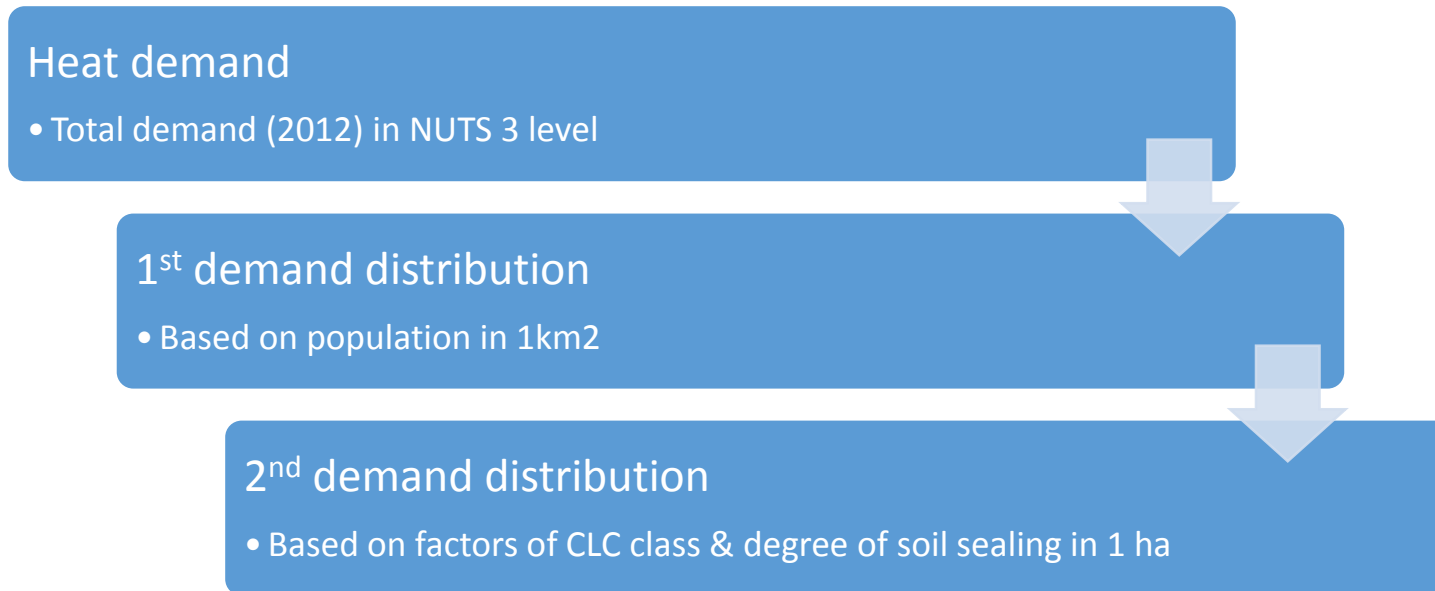 Heat demand
• Total demand (2012) in NUTS 3 level
1st demand distribution
• Based on population in 1km2
2nd demand distribution
• Based on factors of CLC class & degree of soil sealing in 1 ha